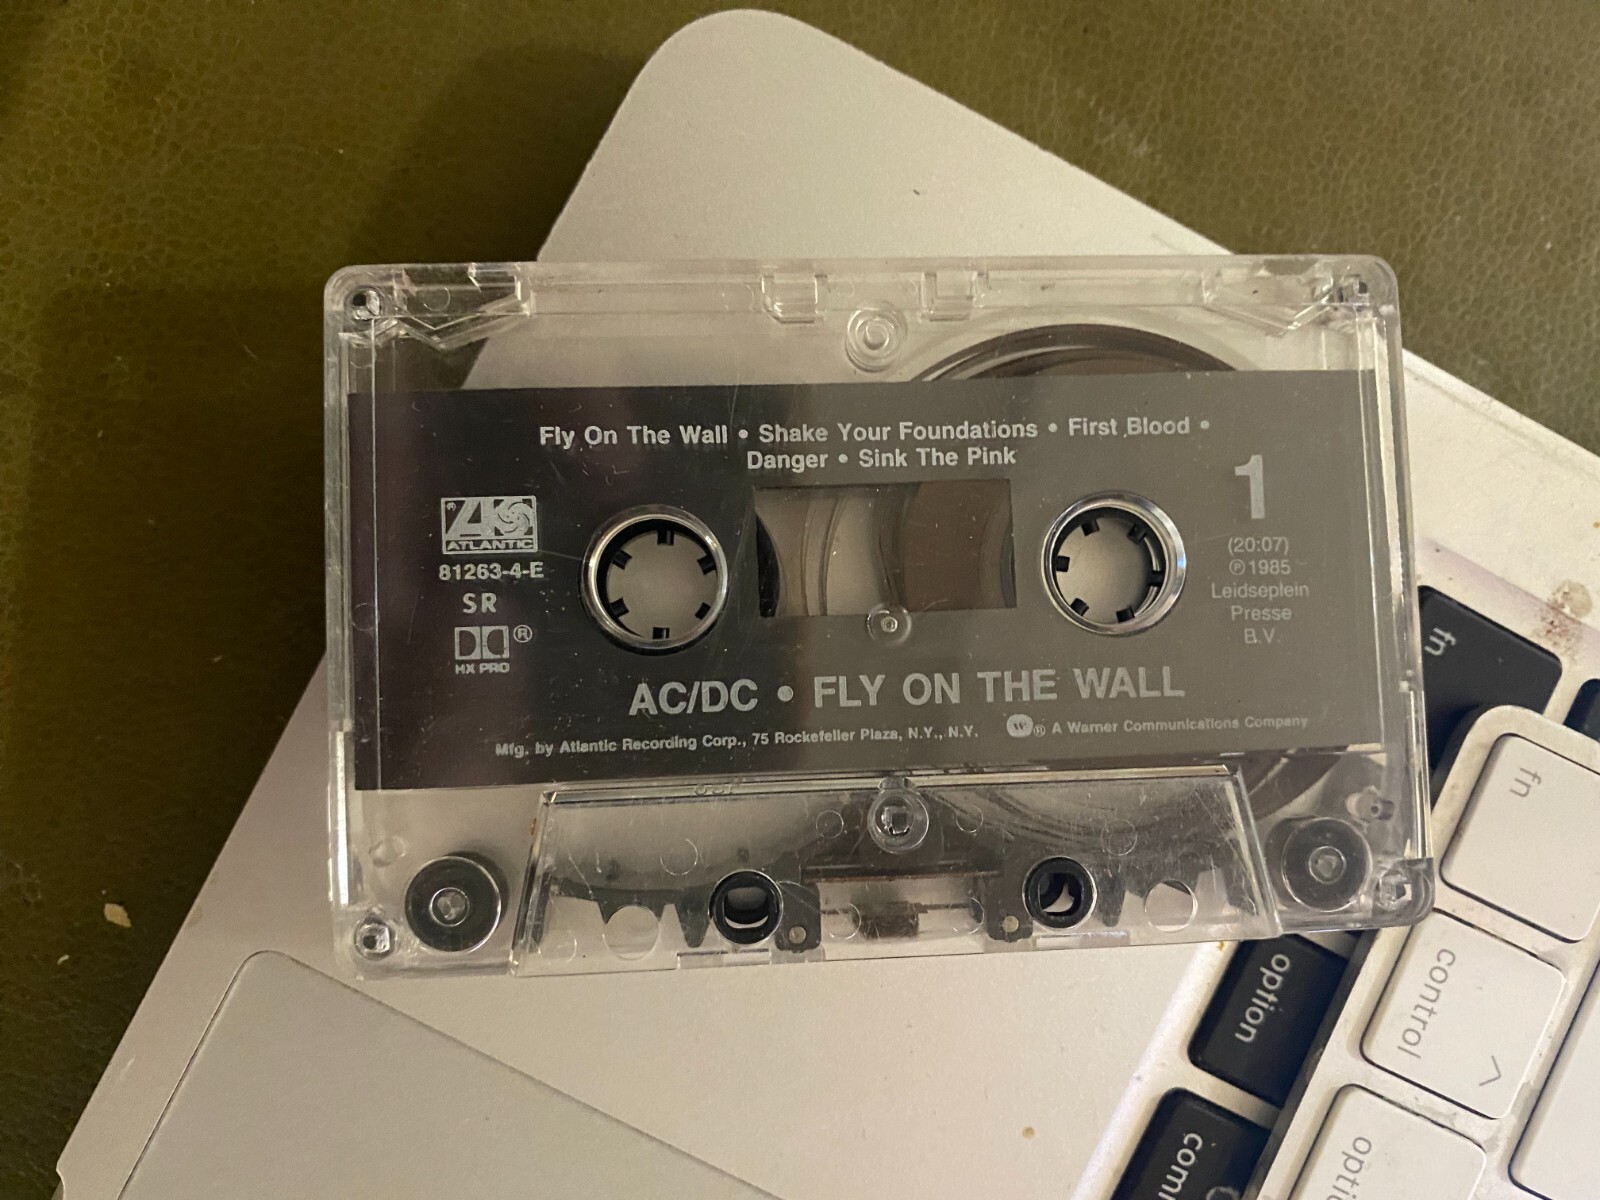 Fly On The Wall • Shake Your Foundations • First Blood •
Danger • Sink The Pink
1
ATLANTIC
81263-4-E
SR
HX PRO
®
(20:07)
℗1985
Leidseplein
Presse
B.V.
AC/DC • FLY ON THE WALL
Mfg. by Atlantic Recording Corp., 75 Rockefeller Plaza, N.Y., N.Y. W® A Warner Communications Company
fn
fn
control
option